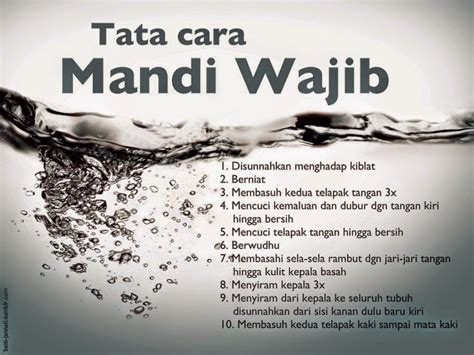 Tata cara
Mandi Wajib
1. Disunnahkan menghadap kiblat
2. Berniat
3. Membasuh kedua telapak tangan 3x
4. Mencuci kemaluan dan dubur dgn tangan kiri
hingga bersih
5. Mencuci telapak tangan hingga bersih
6. Berwudhu
7. Membasahi sela-sela rambut dgn jari-jari tangan
hingga kulit kepala basah
8. Menyiram kepala 3x
9. Menyiram dari kepala ke seluruh tubuh
disunnahkan dari sisi kanan dulu baru kiri
10. Membasuh kedua telapak kaki sampai mata kaki